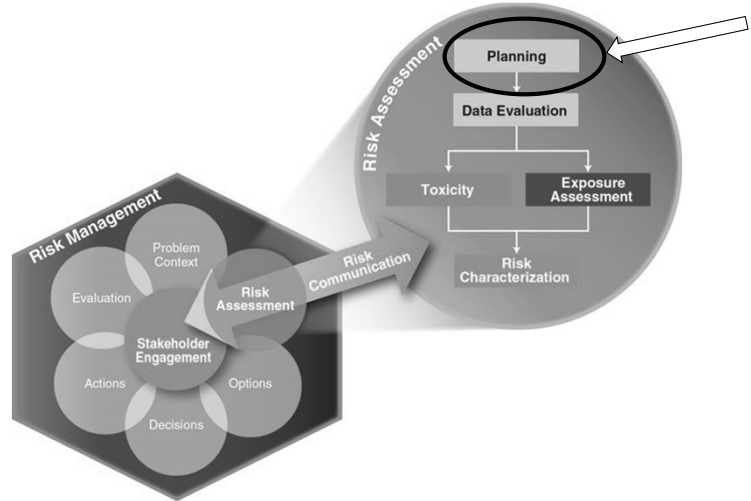 Risk Assessment
Planning
Data Evaluation
Toxicity
Exposure
Assessment
Risk
Characterization
Risk
Communication
Risk Management
Problem
Context
Evaluation
Risk
Assessment
Stakeholder
Engagement
Actions
Options
Decisions